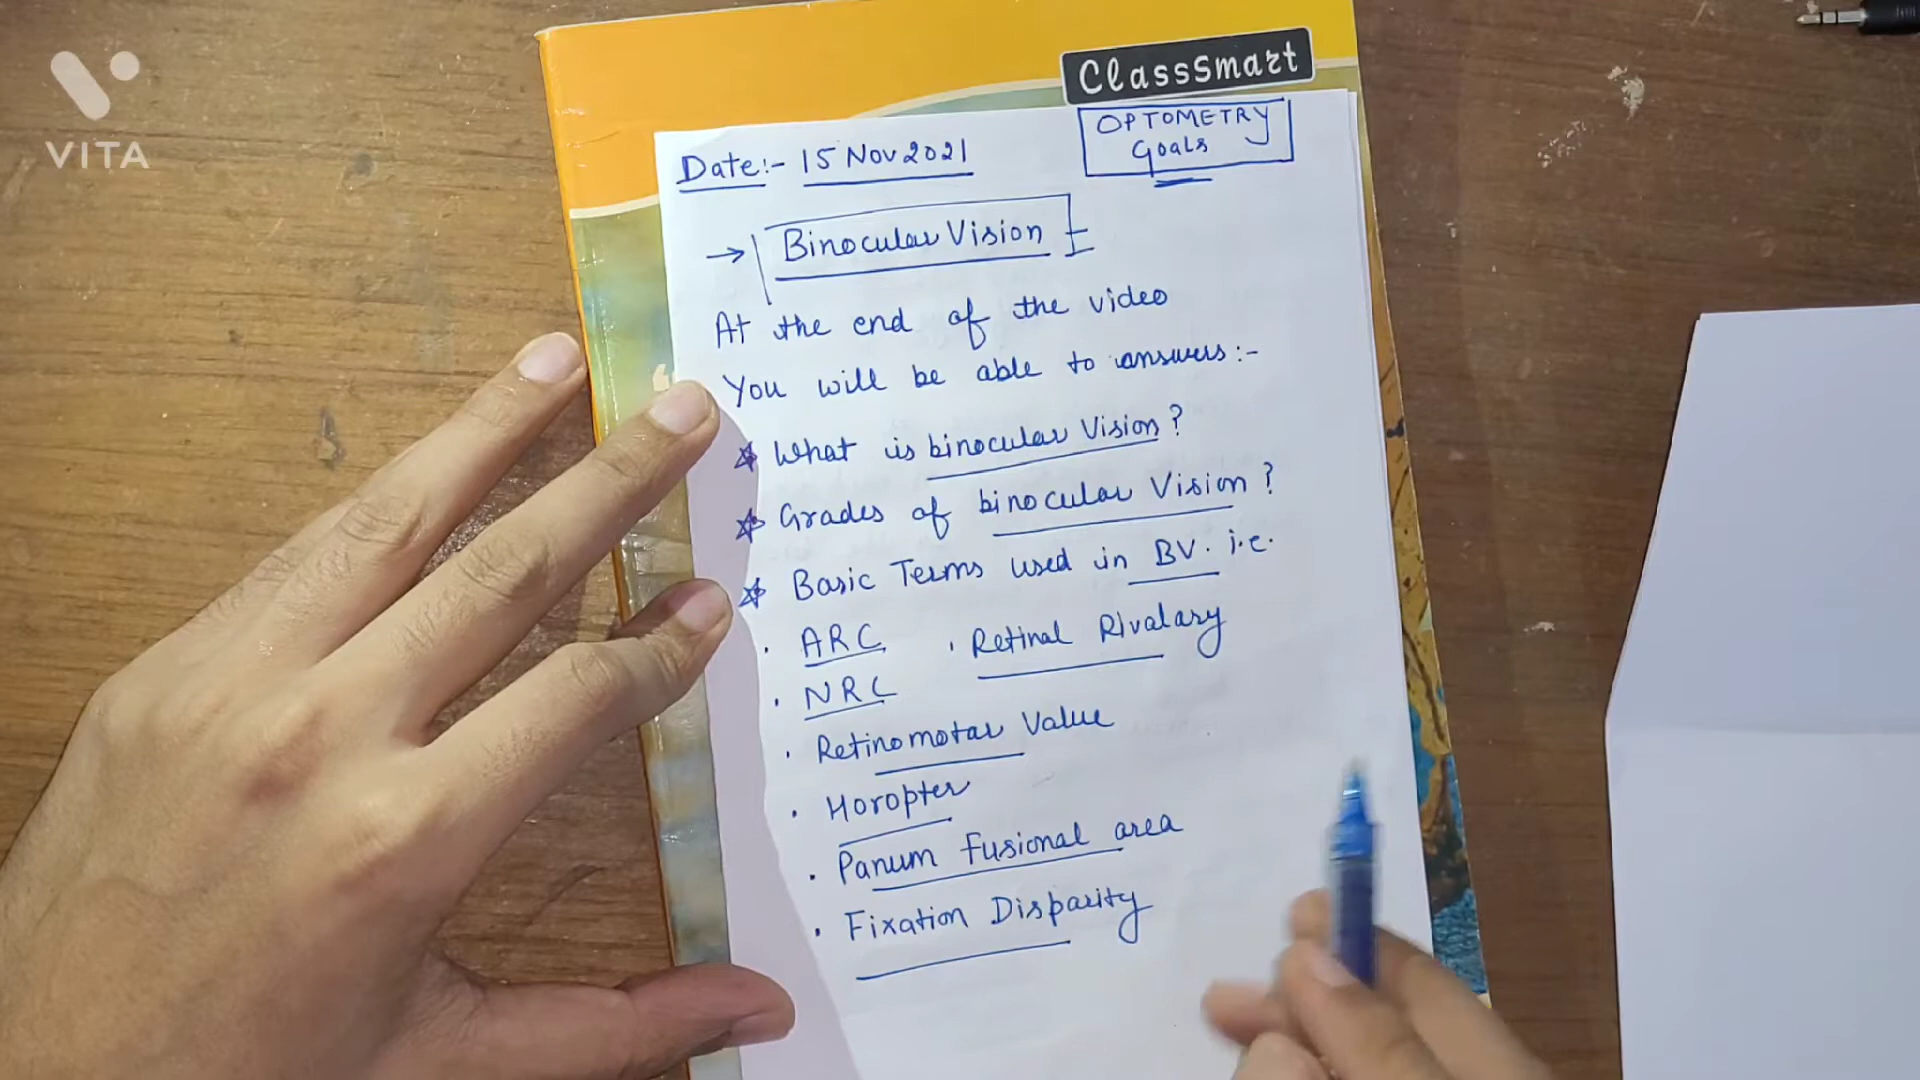 VITA
ClassSmart
OPTOMETRY
Goals
Date:- 15 Nov 2021
→ Binocular Vision
At the end of the video
You will be able to answers:-
☆ What is binocular Vision?
☆ Grades of binocular Vision?
☆ Basic Terms used in BV. i.e.
· ARC · Retinal Rivalary
· NRC
· Retinomotar Value
· Horopter
· Panum Fusional area
· Fixation Disparity